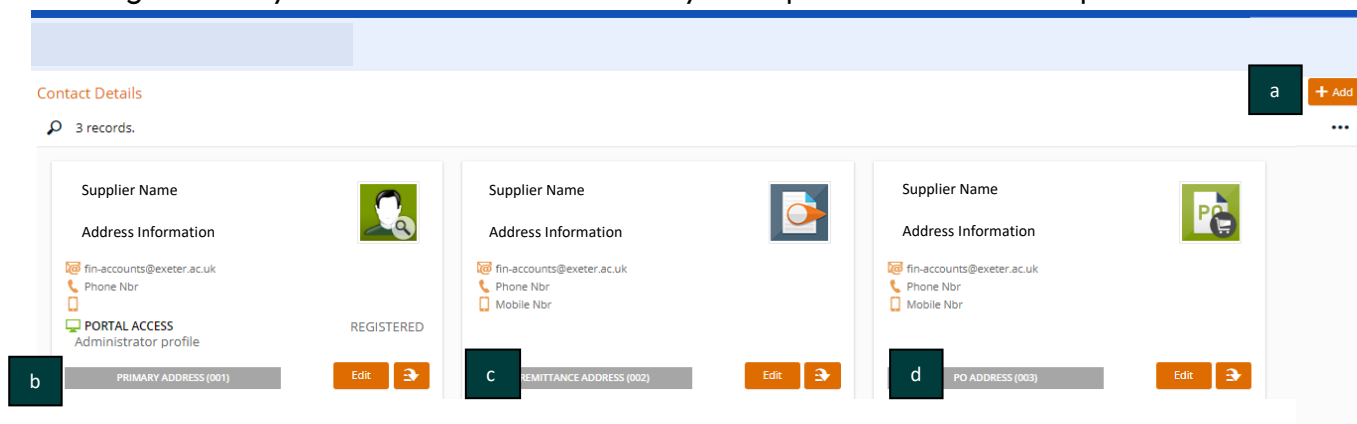 Contact Details
a
+ Add
3 records.
Supplier Name
Address Information
fin-accounts@exeter.ac.uk
Phone Nbr
PORTAL ACCESS REGISTERED
Administrator profile
b
PRIMARY ADDRESS (001)
Edit
Supplier Name
Address Information
fin-accounts@exeter.ac.uk
Phone Nbr
Mobile Nbr
c
REMITTANCE ADDRESS (002)
Edit
Supplier Name
Address Information
PO
fin-accounts@exeter.ac.uk
Phone Nbr
Mobile Nbr
d
PO ADDRESS (003)
Edit